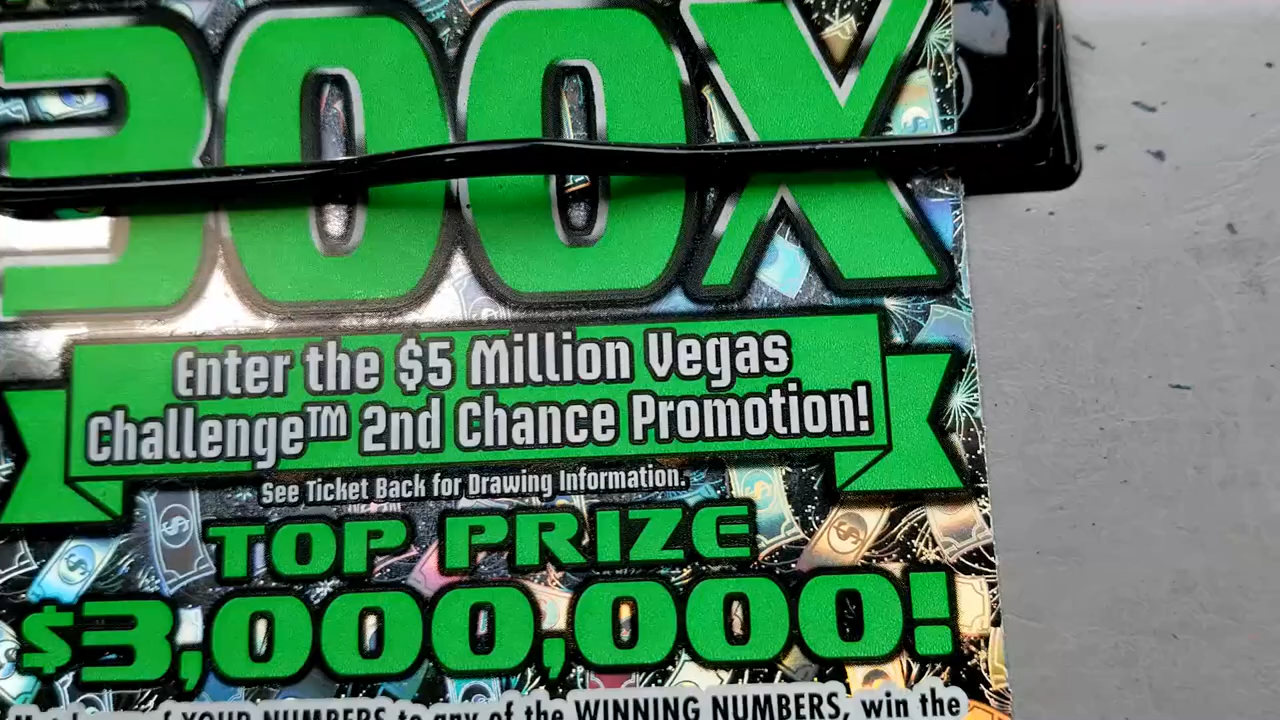 300X
Enter the $5 Million Vegas
Challenge™ 2nd Chance Promotion!
See Ticket Back for Drawing Information.
TOP PRIZE
$3,000,000!
of YOUR NUMBERS to any of the WINNING NUMBERS, win the